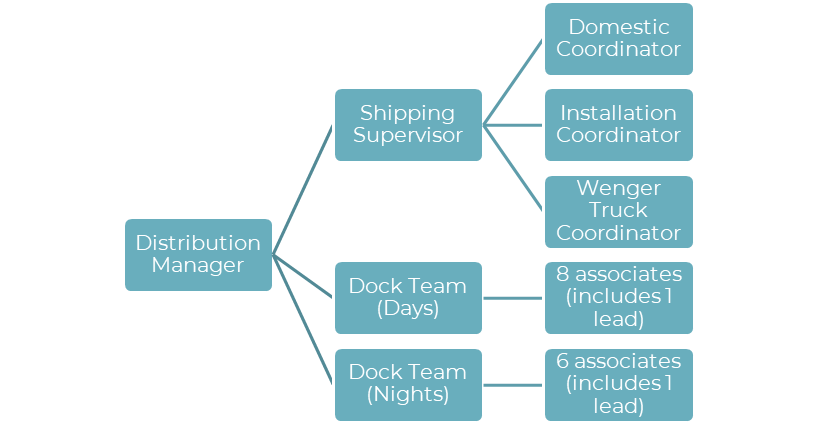 Distribution
Manager
Shipping
Supervisor
Domestic
Coordinator
Installation
Coordinator
Wenger
Truck
Coordinator
Dock Team
(Days)
8 associates
(includes 1
lead)
Dock Team
(Nights)
6 associates
(includes 1
lead)